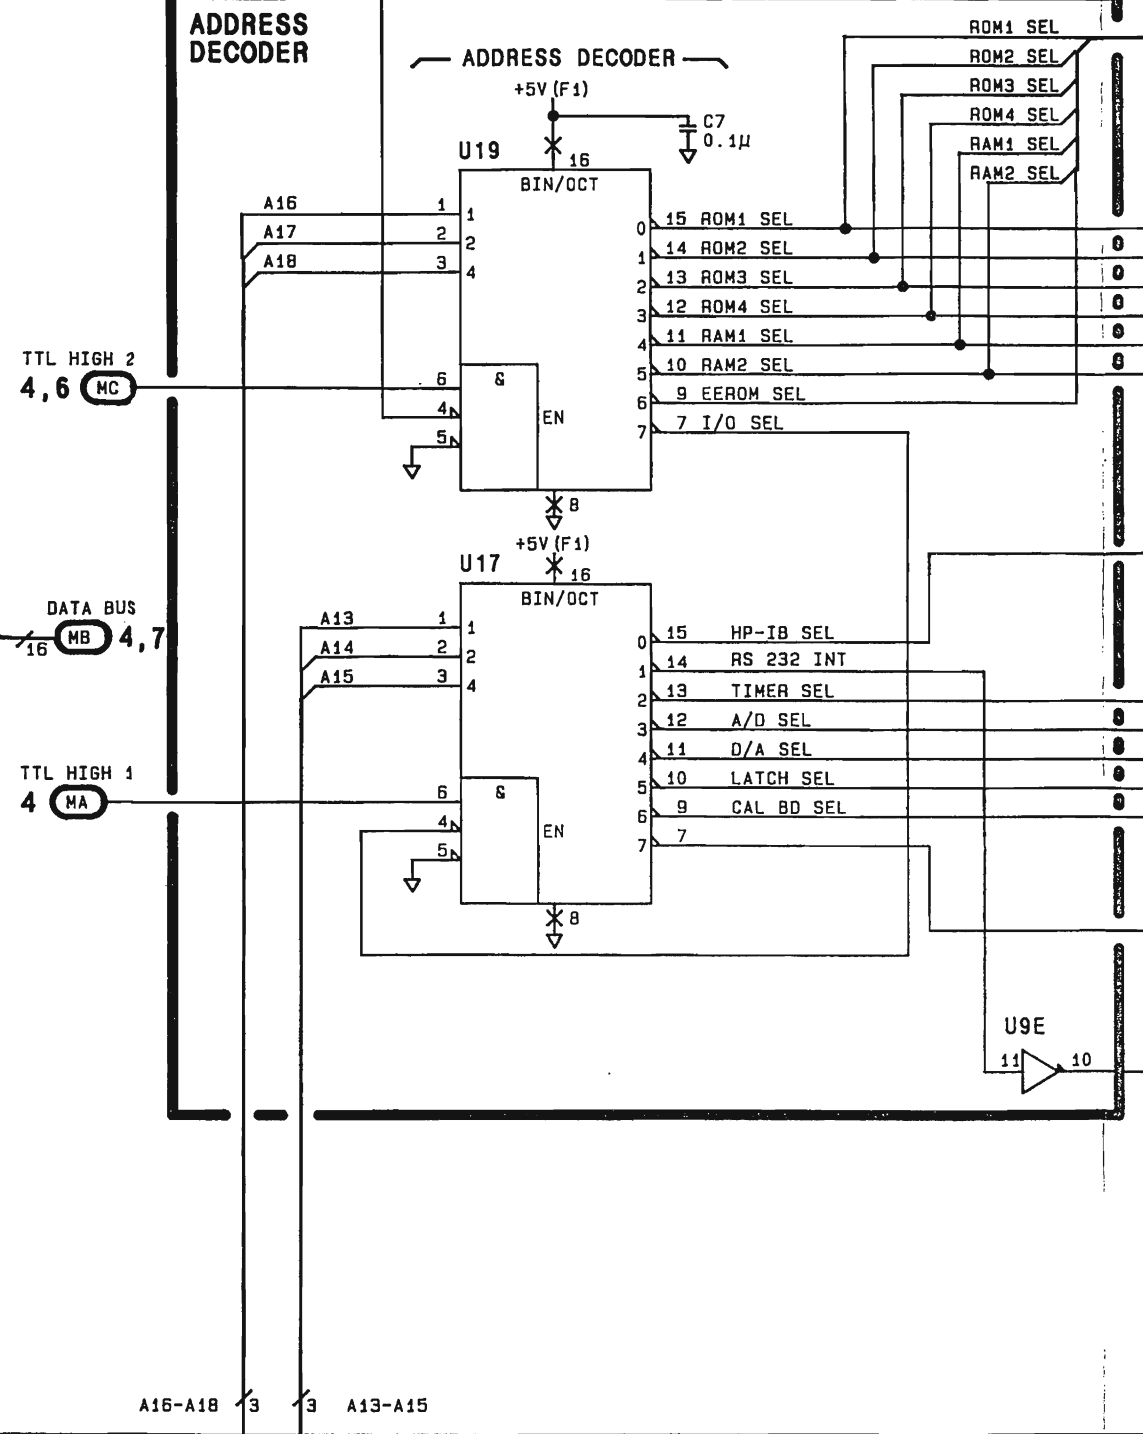 ADDRESS
DECODER
ADDRESS DECODER
+5V(F1)
C7
0.1µ
U19
16
BIN/OCT
A16 1 1
A17 2 2
A18 3 4
0 15 ROM1 SEL
1 14 ROM2 SEL
2 13 ROM3 SEL
3 12 ROM4 SEL
4 11 RAM1 SEL
5 10 RAM2 SEL
6 9 EEROM SEL
7 7 I/O SEL
ROM1 SEL
ROM2 SEL
ROM3 SEL
ROM4 SEL
RAM1 SEL
RAM2 SEL
TTL HIGH 2
4,6 MC
6
&
4
EN
5
8
+5V(F1)
U17
16
BIN/OCT
DATA BUS
16 MB 4,7
A13 1 1
A14 2 2
A15 3 4
0 15 HP-IB SEL
1 14 RS 232 INT
2 13 TIMER SEL
3 12 A/D SEL
4 11 D/A SEL
5 10 LATCH SEL
6 9 CAL BD SEL
7 7
TTL HIGH 1
4 MA
6
&
4
EN
5
8
U9E
11 10
A16-A18 3 3 A13-A15